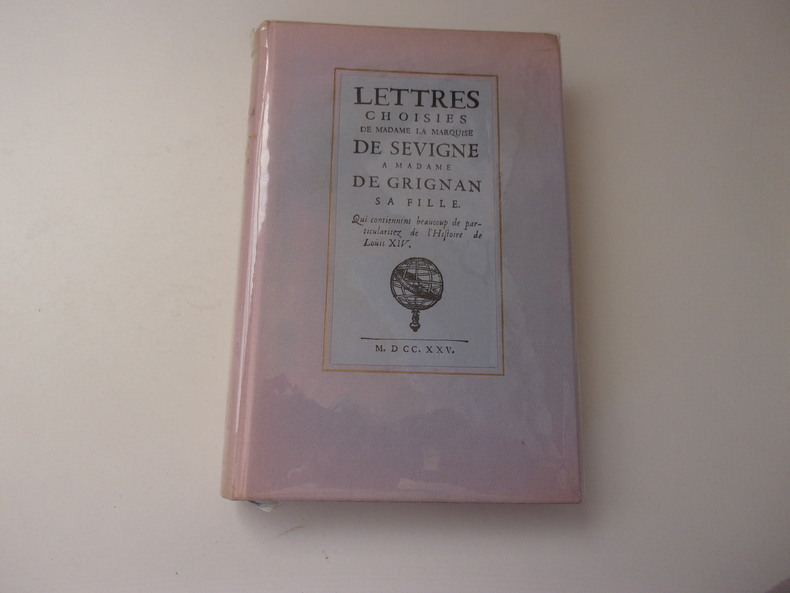 LETTRES
CHOISIES
DE MADAME LA MARQUISE
DE SEVIGNE
A MADAME
DE GRIGNAN
SA FILLE.
Qui contiennent beaucoup de par-
ticularitez de l'Hiſtoire de
Louis XIV.
M. DCC. XXV.